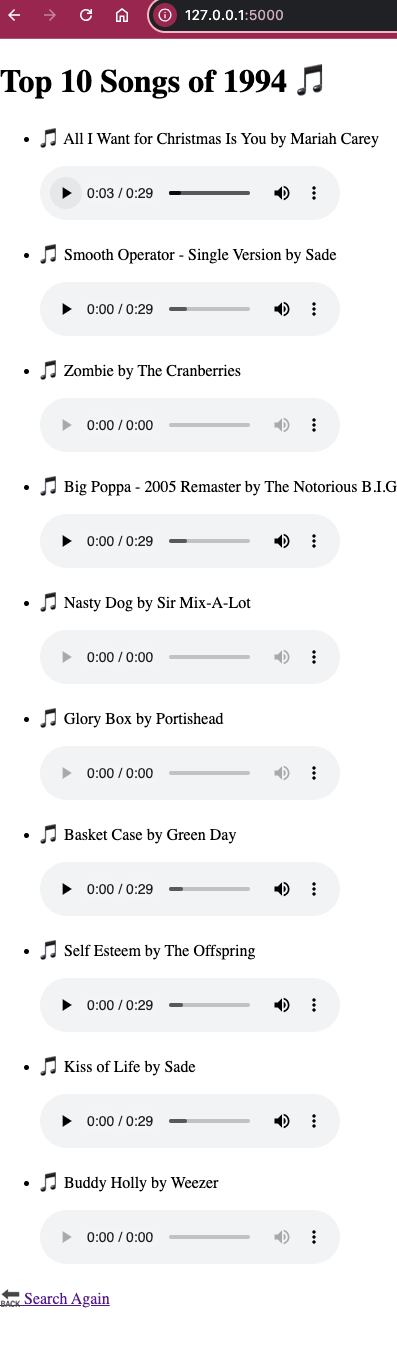 127.0.0.1:5000
Top 10 Songs of 1994 🎵
• 🎵 All I Want for Christmas Is You by Mariah Carey
0:03 / 0:29
• 🎵 Smooth Operator - Single Version by Sade
0:00 / 0:29
• 🎵 Zombie by The Cranberries
0:00 / 0:00
• 🎵 Big Poppa - 2005 Remaster by The Notorious B.I.G
0:00 / 0:29
• 🎵 Nasty Dog by Sir Mix-A-Lot
0:00 / 0:00
• 🎵 Glory Box by Portishead
0:00 / 0:00
• 🎵 Basket Case by Green Day
0:00 / 0:29
• 🎵 Self Esteem by The Offspring
0:00 / 0:29
• 🎵 Kiss of Life by Sade
0:00 / 0:29
• 🎵 Buddy Holly by Weezer
0:00 / 0:00
🔙 Search Again